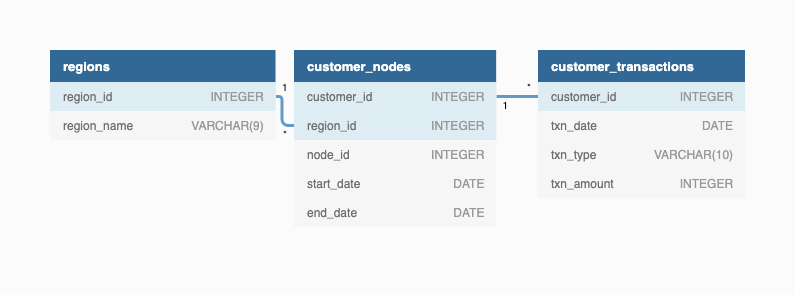 regions
region_id INTEGER
region_name VARCHAR(9)
1
*
customer_nodes
customer_id INTEGER
region_id INTEGER
node_id INTEGER
start_date DATE
end_date DATE
1
*
customer_transactions
customer_id INTEGER
txn_date DATE
txn_type VARCHAR(10)
txn_amount INTEGER